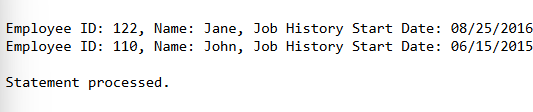 Employee ID: 122, Name: Jane, Job History Start Date: 08/25/2016
Employee ID: 110, Name: John, Job History Start Date: 06/15/2015
Statement processed.